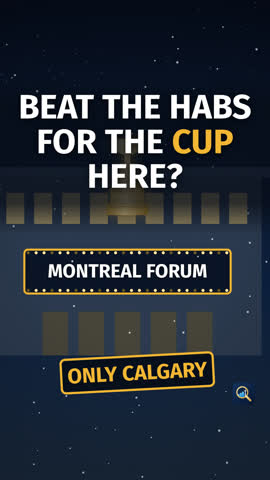 BEAT THE HABS
FOR THE CUP
HERE?
MONTREAL FORUM
ONLY CALGARY